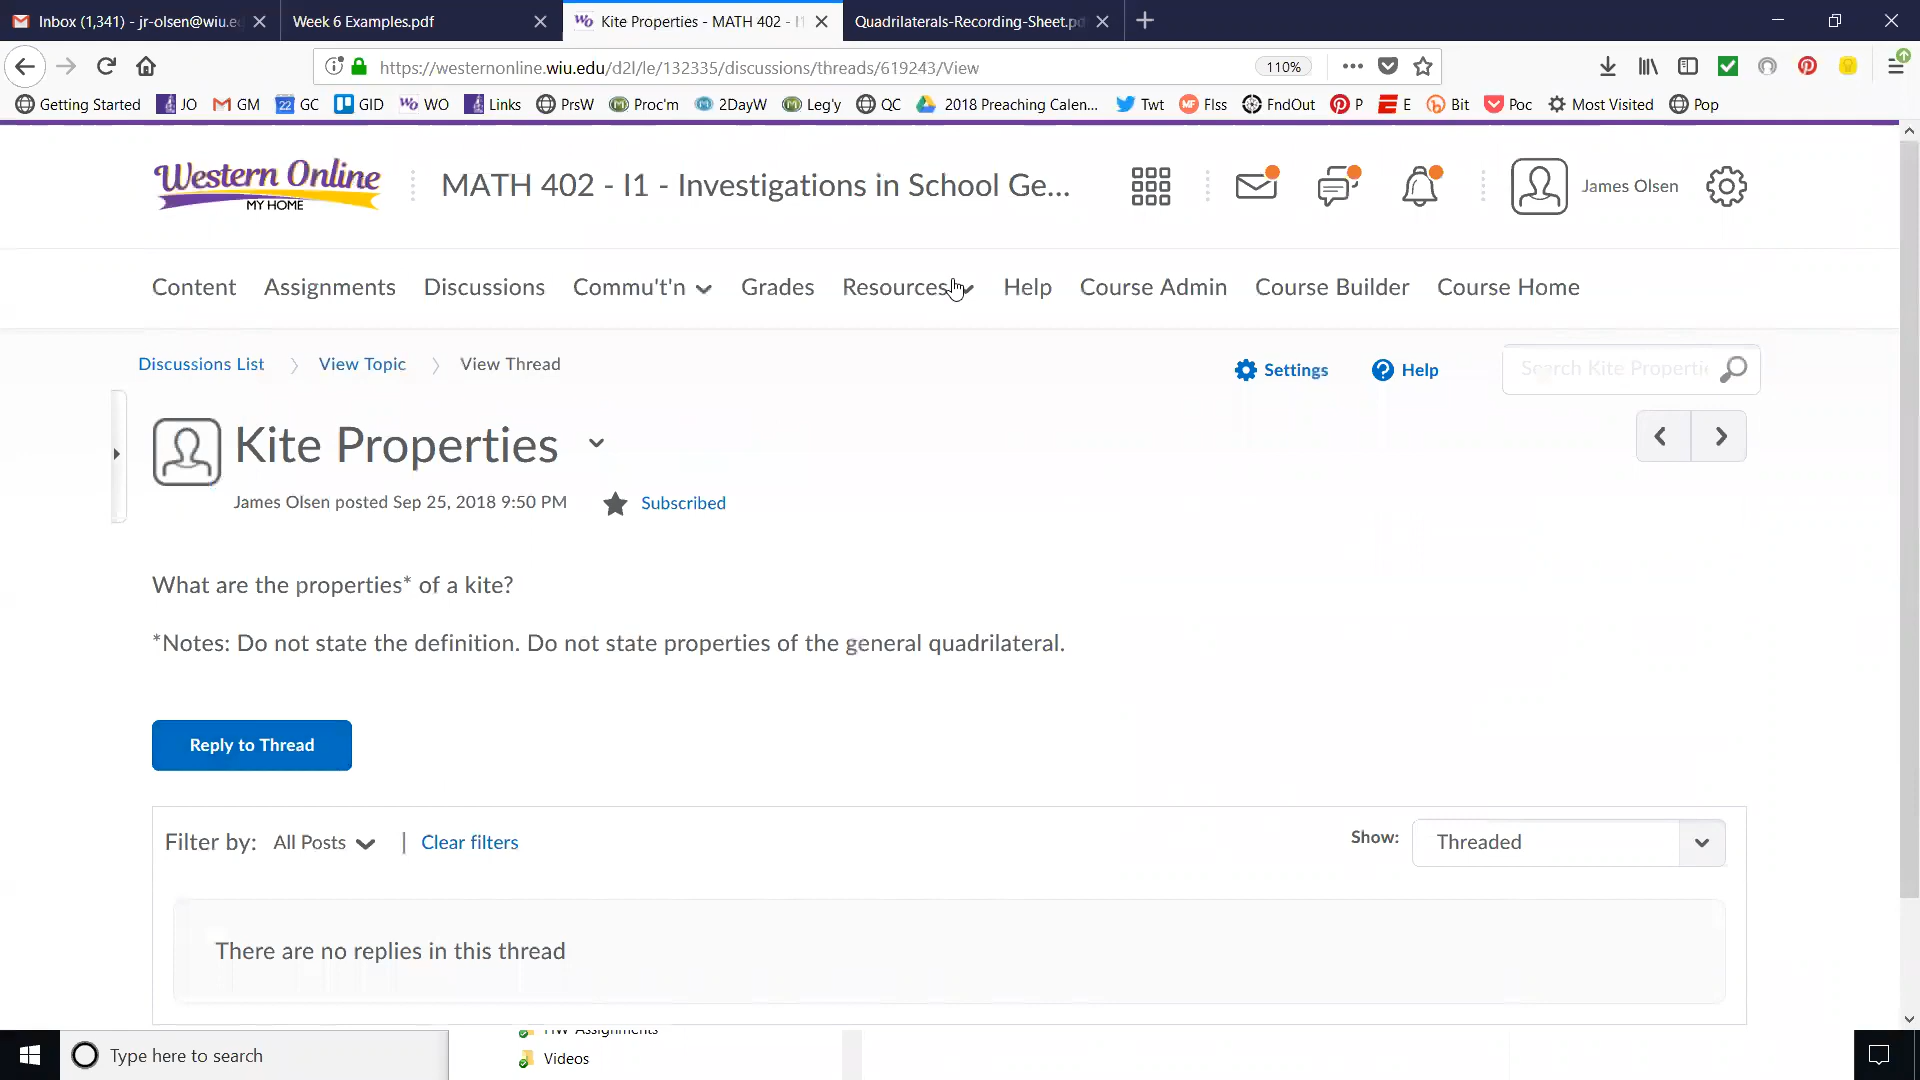 Inbox (1,341) - jr-olsen@wiu.e
Week 6 Examples.pdf
Kite Properties - MATH 402 - I1
Quadrilaterals-Recording-Sheet.pd
https://westernonline.wiu.edu/d2l/le/132335/discussions/threads/619243/View
110%
Getting Started
JO
GM
22
GC
GID
WO
Links
PrsW
Proc'm
2DayW
Leg'y
QC
2018 Preaching Calen...
Twt
MF
Flss
FndOut
P
E
Bit
Poc
Most Visited
Pop
Western Online
MY HOME
MATH 402 - I1 - Investigations in School Ge...
James Olsen
Content
Assignments
Discussions
Commu't'n
Grades
Resources
Help
Course Admin
Course Builder
Course Home
Discussions List
View Topic
View Thread
Settings
Help
Search Kite Propertie
Kite Properties
James Olsen posted Sep 25, 2018 9:50 PM
Subscribed
What are the properties* of a kite?
*Notes: Do not state the definition. Do not state properties of the general quadrilateral.
Reply to Thread
Filter by: All Posts | Clear filters
Show: Threaded
There are no replies in this thread
HW-Assignments
Videos
Type here to search